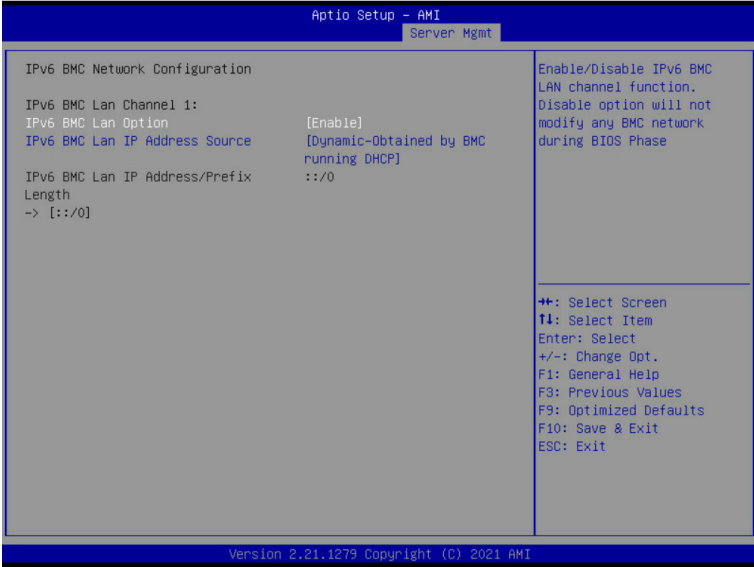 Aptio Setup – AMI
Server Mgmt
IPv6 BMC Network Configuration
IPv6 BMC Lan Channel 1:
IPv6 BMC Lan Option [Enable]
IPv6 BMC Lan IP Address Source [Dynamic-Obtained by BMC
running DHCP]
IPv6 BMC Lan IP Address/Prefix ::/0
Length
-> [::/0]
Enable/Disable IPv6 BMC
LAN channel function.
Disable option will not
modify any BMC network
during BIOS Phase
→←: Select Screen
↑↓: Select Item
Enter: Select
+/-: Change Opt.
F1: General Help
F3: Previous Values
F9: Optimized Defaults
F10: Save & Exit
ESC: Exit
Version 2.21.1279 Copyright (C) 2021 AMI